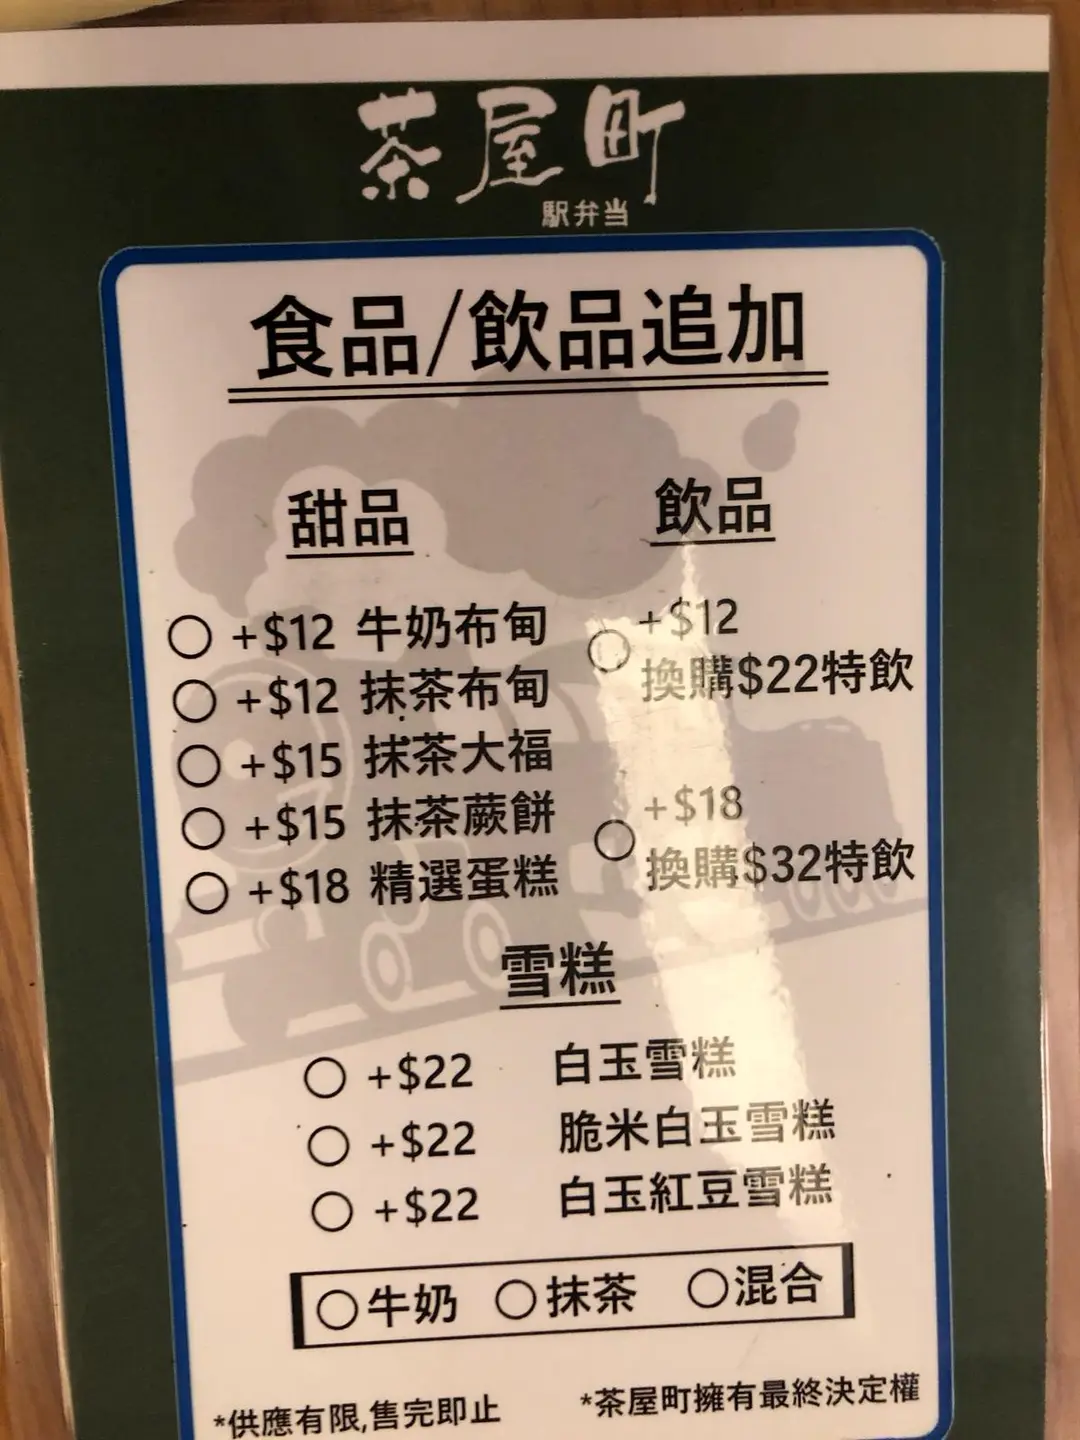 茶屋町
駅弁当
食品/飲品追加
甜品
+$12 牛奶布甸
+$12 抹茶布甸
+$15 抹茶大福
+$15 抹茶蕨餅
+$18 精選蛋糕
飲品
+$12
換購$22特飲
+$18
換購$32特飲
雪糕
+$22 白玉雪糕
+$22 脆米白玉雪糕
+$22 白玉紅豆雪糕
牛奶 抹茶 混合
*供應有限,售完即止
*茶屋町擁有最終決定權